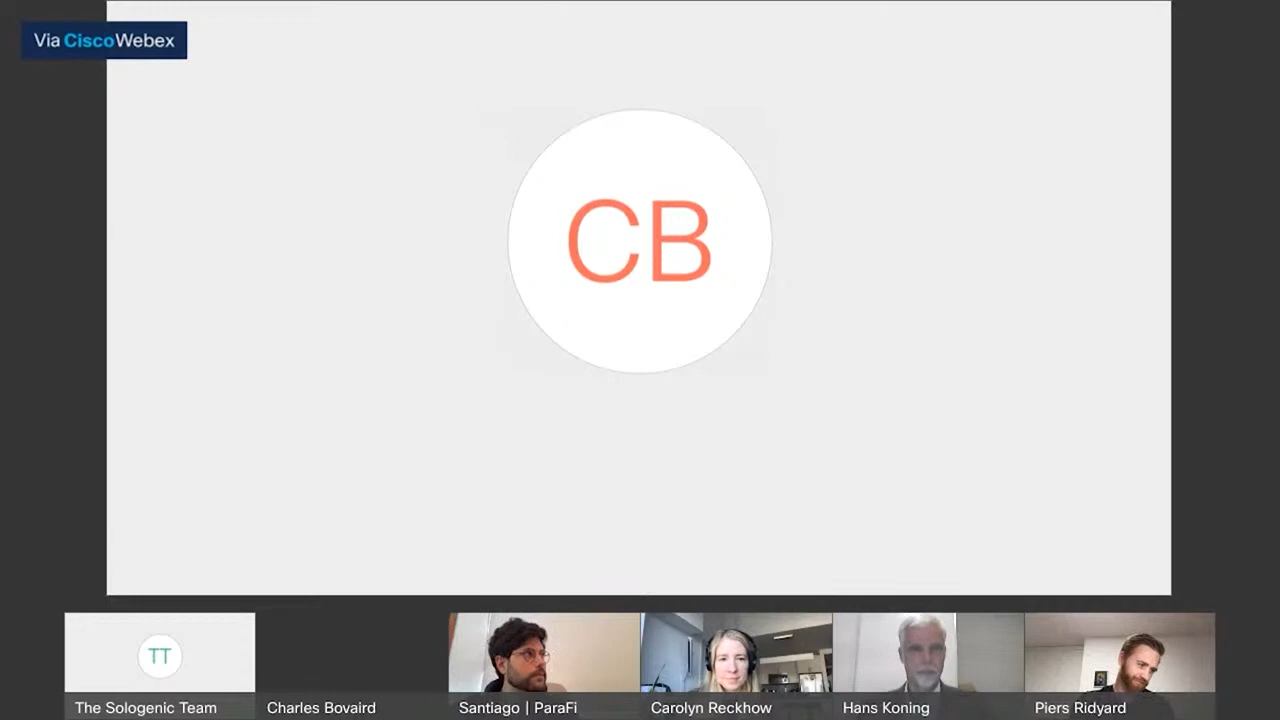 Via CiscoWebex
CB
TT
The Sologenic Team
Charles Bovaird
Santiago | ParaFi
Carolyn Reckhow
Hans Koning
Piers Ridyard